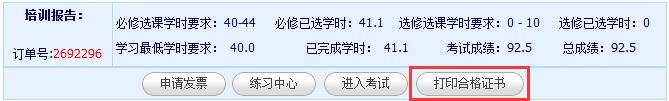 培训报告：
订单号:2692296
必修选课学时要求：40-44 必修已选学时：41.1 选修选课学时要求：0 - 10 选修已选学时：0
学习最低学时要求： 40.0 已完成学时： 41.1 考试成绩：92.5 总成绩：92.5
申请发票 练习中心 进入考试 打印合格证书